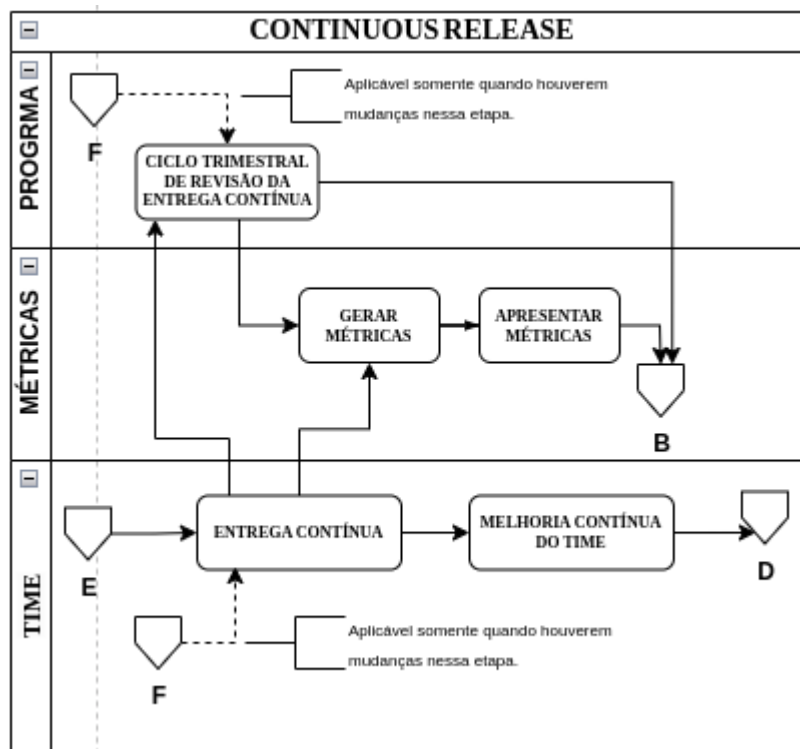 CONTINUOUS RELEASE
PROGRMA
F
Aplicável somente quando houverem
mudanças nessa etapa.
CICLO TRIMESTRAL
DE REVISÃO DA
ENTREGA CONTÍNUA
MÉTRICAS
GERAR
MÉTRICAS
APRESENTAR
MÉTRICAS
B
TIME
E
ENTREGA CONTÍNUA
MELHORIA CONTÍNUA
DO TIME
D
F
Aplicável somente quando houverem
mudanças nessa etapa.